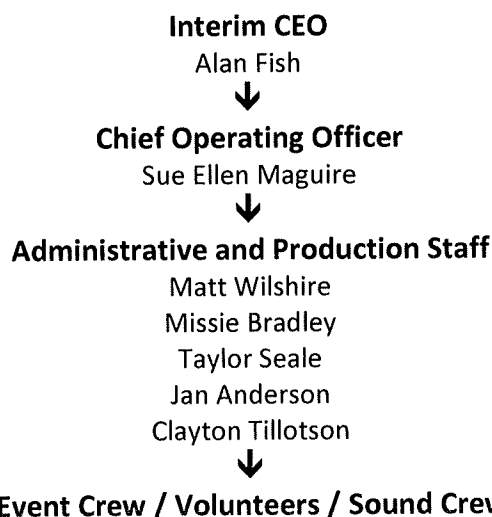 Interim CEO
Alan Fish
Chief Operating Officer
Sue Ellen Maguire
Administrative and Production Staff
Matt Wilshire
Missie Bradley
Taylor Seale
Jan Anderson
Clayton Tillotson
Event Crew / Volunteers / Sound Crew